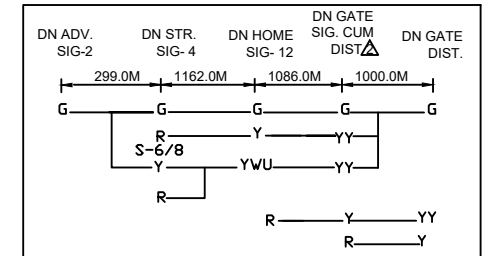 DN ADV. SIG-2
DN STR. SIG- 4
DN HOME SIG- 12
DN GATE SIG. CUM DIST. 2
DN GATE DIST.
299.0M 1162.0M 1086.0M 1000.0M
G G G G G
R Y YY
S-6/8
Y YWU YY
R
R Y YY
R Y